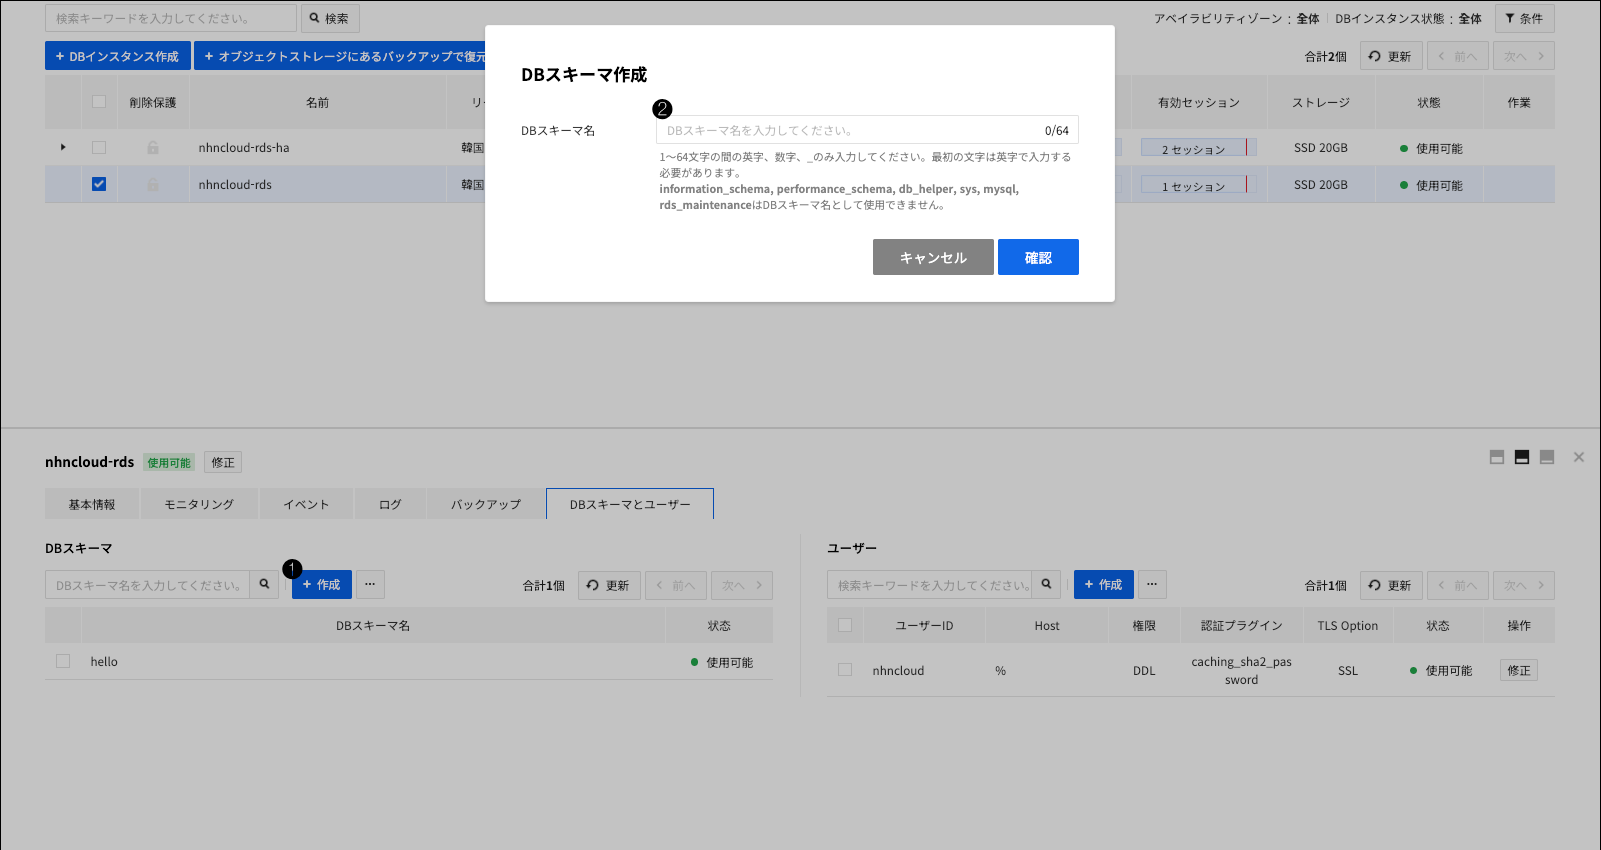 検索キーワードを入力してください。
検索
アベイラビリティゾーン : 全体
DBインスタンス状態 : 全体
条件
+ DBインスタンス作成
+ オブジェクトストレージにあるバックアップで復元
合計2個
更新
前へ
次へ
削除保護
名前
有効セッション
ストレージ
状態
作業
nhncloud-rds-ha
韓国
2 セッション
SSD 20GB
使用可能
nhncloud-rds
韓国
1 セッション
SSD 20GB
使用可能
DBスキーマ作成
❷
DBスキーマ名
DBスキーマ名を入力してください。
0/64
1～64文字の間の英字、数字、_のみ入力してください。最初の文字は英字で入力する
必要があります。
information_schema, performance_schema, db_helper, sys, mysql,
rds_maintenanceはDBスキーマ名として使用できません。
キャンセル
確認
nhncloud-rds
使用可能
修正
基本情報
モニタリング
イベント
ログ
バックアップ
DBスキーマとユーザー
DBスキーマ
DBスキーマ名を入力してください。
❶
+ 作成
···
合計1個
更新
前へ
次へ
DBスキーマ名
状态
hello
使用可能
ユーザー
検索キーワードを入力してください。
+ 作成
···
合計1個
更新
前へ
次へ
ユーザーID
Host
権限
認証プラグイン
TLS Option
状态
操作
nhncloud
%
DDL
caching_sha2_pas
sword
SSL
使用可能
修正